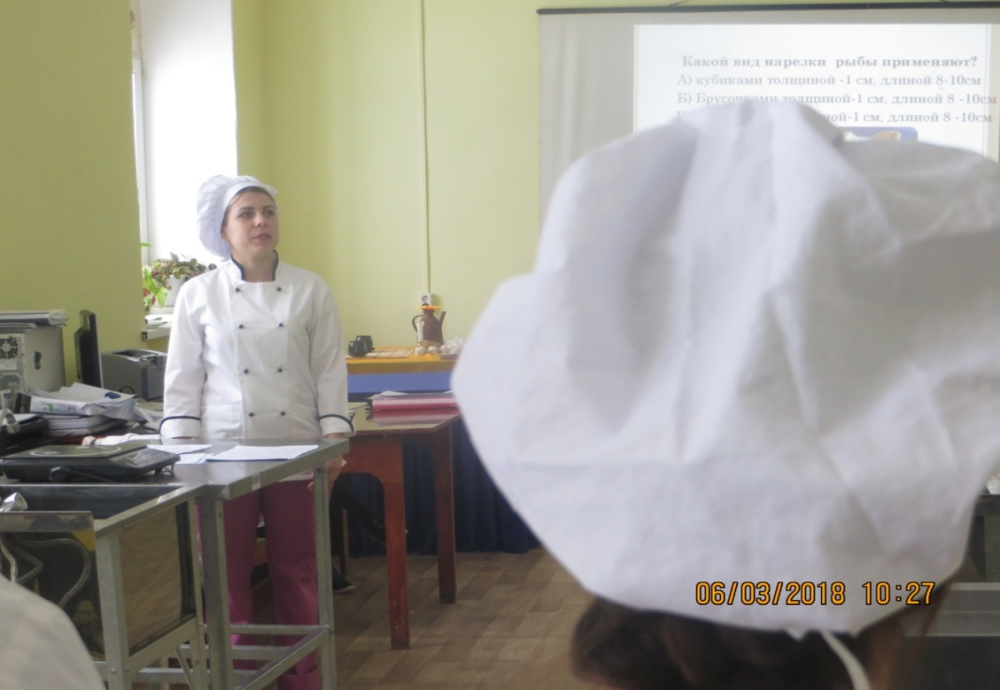 Какой вид нарезки рыбы применяют?
А) кубиками толщиной -1 см, длиной 8-10см
Б) Брусочками толщиной-1 см, длиной 8 -10см
-1 см, длиной 8 -10см
06/03/2018 10:27